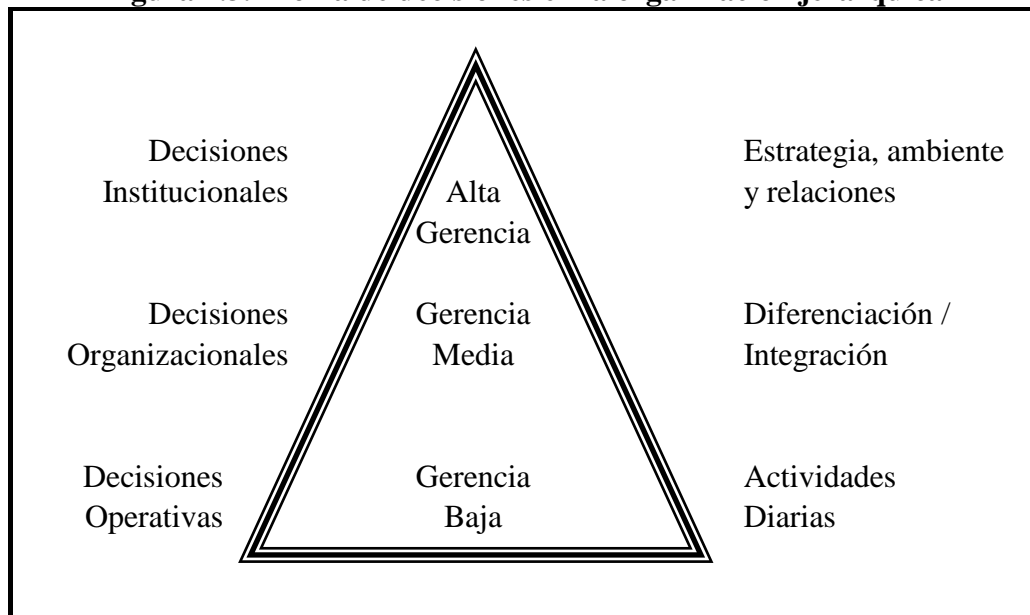 Decisiones
Institucionales
Alta
Gerencia
Estrategia, ambiente
y relaciones
Decisiones
Organizacionales
Gerencia
Media
Diferenciación /
Integración
Decisiones
Operativas
Gerencia
Baja
Actividades
Diarias